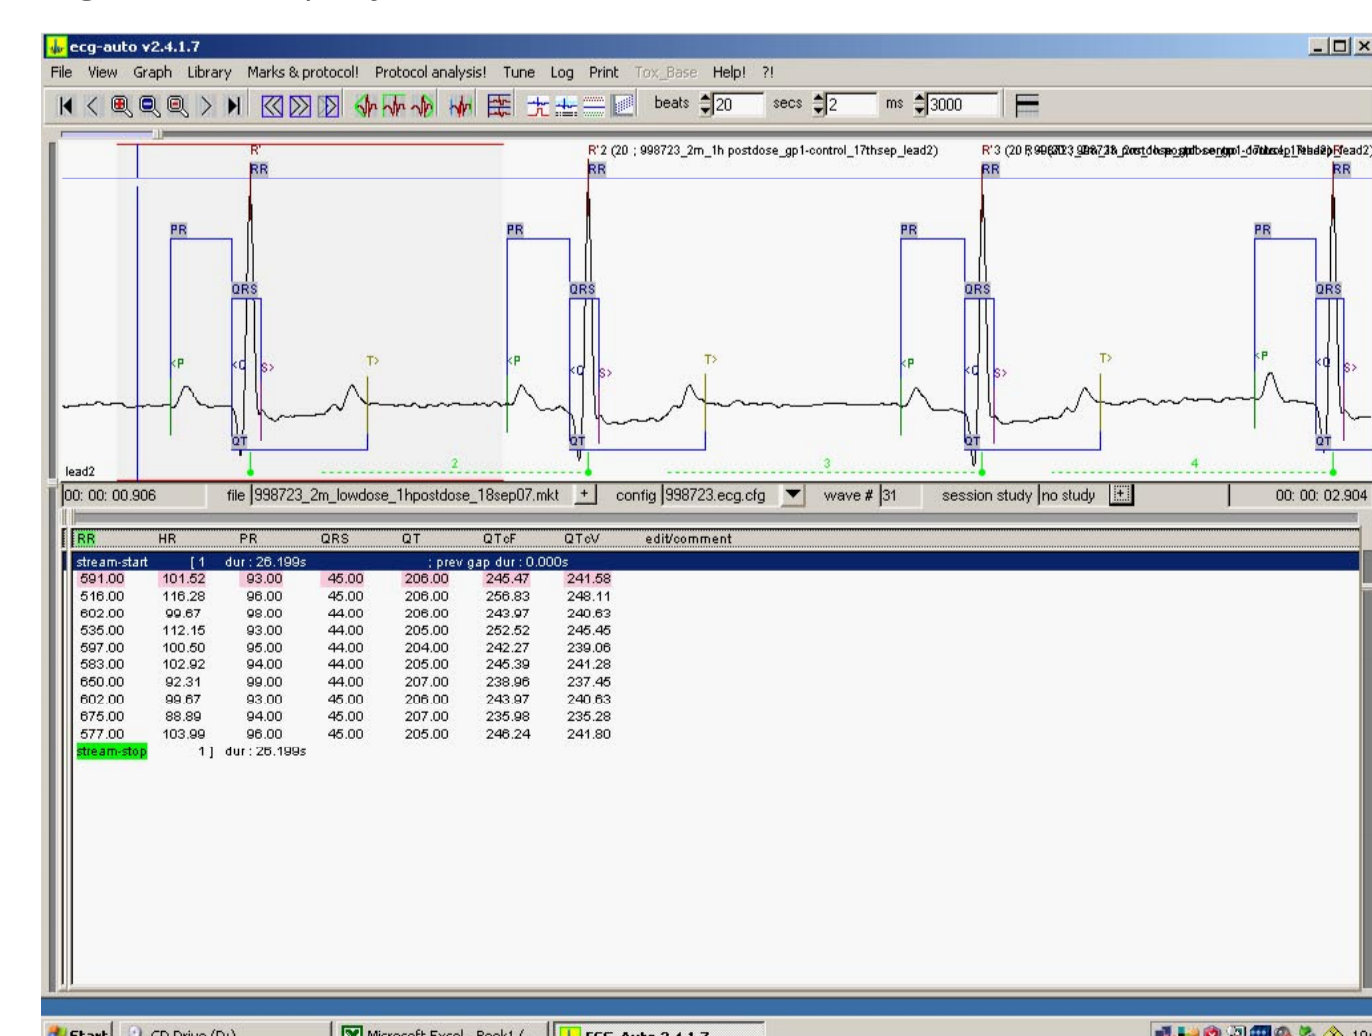 ecg-auto v2.4.1.7
File View Graph Library Marks & protocol! Protocol analysis! Tune Log Print Tox_Base Help! ?!
beats 20 secs 2 ms 3000
R' R'2 (20 ; 998723_2m_1h postdose_gp1-control_17thsep_lead2) R'3 (20
RR RR RR RR
PR PR PR PR
QRS QRS QRS QRS
<P <Q S> T> <P <Q S> T> <P <Q S> T> <P <Q S>
QT QT QT QT
2 3 4
lead2
00: 00: 00.906 file 998723_2m_lowdose_1hpostdose_18sep07.mkt + config 998723.ecg.cfg wave # 31 session study no study + 00: 00: 02.904
RR HR PR QRS QT QTcF QTcV edit/comment
stream-start [ 1 dur : 26.199s ; prev gap dur : 0.000s
591.00 101.52 93.00 45.00 206.00 245.47 241.58
516.00 116.28 96.00 45.00 206.00 256.83 248.11
602.00 99.67 98.00 44.00 206.00 243.97 240.63
535.00 112.15 93.00 44.00 205.00 252.52 245.45
597.00 100.50 95.00 44.00 204.00 242.27 239.06
583.00 102.92 94.00 44.00 205.00 245.39 241.28
650.00 92.31 99.00 44.00 207.00 238.96 237.45
602.00 99.67 93.00 45.00 206.00 243.97 240.63
675.00 88.89 94.00 45.00 207.00 235.98 235.28
577.00 103.99 96.00 45.00 205.00 246.24 241.80
stream-stop 1 ] dur : 26.199s
Start CD Drive (D:) Microsoft Excel - Book1 ( ECG-Auto 2.4.1.7